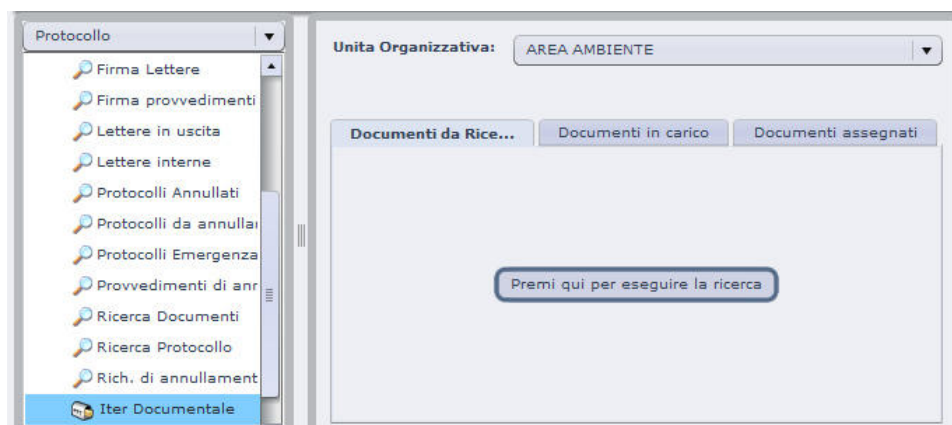 Protocollo
Firma Lettere
Firma provvedimenti
Lettere in uscita
Lettere interne
Protocolli Annullati
Protocolli da annulla
Protocolli Emergenza
Provvedimenti di anr
Ricerca Documenti
Ricerca Protocollo
Rich. di annullament
Iter Documentale
Unita Organizzativa: AREA AMBIENTE
Documenti da Rice... Documenti in carico Documenti assegnati
Premi qui per eseguire la ricerca